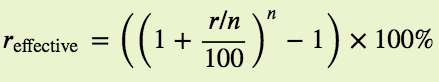 r_effective = ((1 + (r/n)/100)^n − 1) × 100%